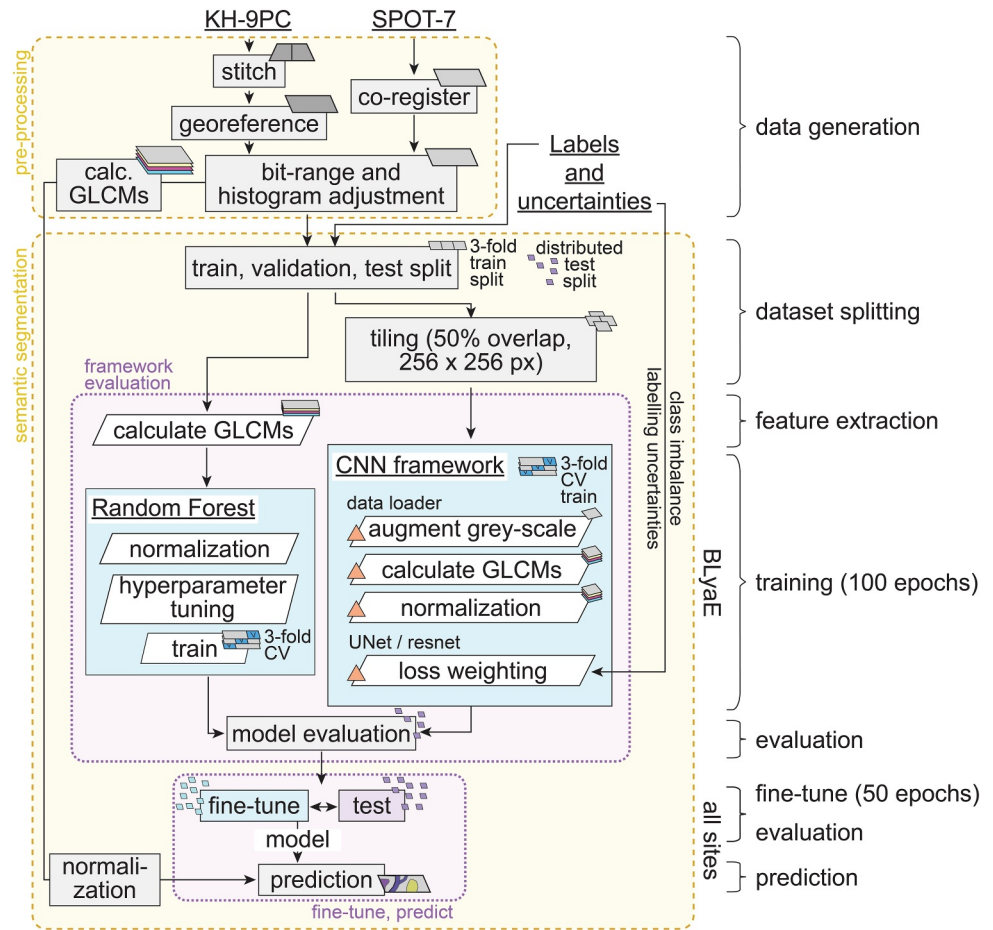 KH-9PC
SPOT-7
pre-processing
stitch
co-register
georeference
calc.
GLCMs
bit-range and
histogram adjustment
Labels
and
uncertainties
data generation
semantic segmentation
train, validation, test split
3-fold
train
split
distributed
test
split
dataset splitting
tiling (50% overlap,
256 x 256 px)
class imbalance
labelling uncertainties
framework
evaluation
calculate GLCMs
feature extraction
Random Forest
normalization
hyperparameter
tuning
train
3-fold
CV
CNN framework
3-fold
CV
train
data loader
augment grey-scale
calculate GLCMs
normalization
UNet / resnet
loss weighting
BLyaE
training (100 epochs)
model evaluation
evaluation
fine-tune
test
model
all sites
fine-tune (50 epochs)
evaluation
normali-
zation
prediction
prediction
fine-tune, predict